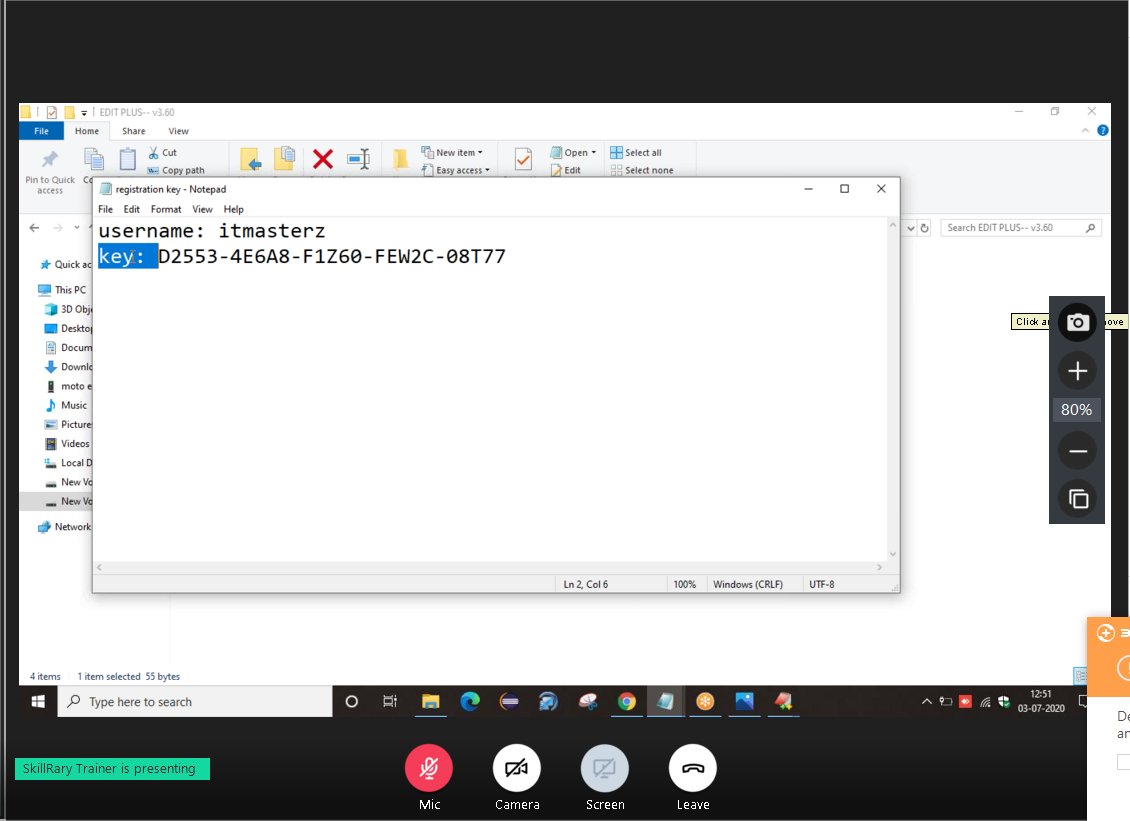 EDIT PLUS-- v3.60
File Home Share View
Pin to Quick access
Cut
Copy path
New item
Easy access
Open
Edit
Select all
Select none
registration key - Notepad
File Edit Format View Help
username: itmasterz
key: D2553-4E6A8-F1Z60-FEW2C-08T77
Search EDIT PLUS-- v3.60
Quick ac
This PC
3D Obje
Desktop
Docum
Downlo
moto e
Music
Pictures
Videos
Local D
New Vo
New Vo
Network
Click an
ove
80%
Ln 2, Col 6 100% Windows (CRLF) UTF-8
4 items 1 item selected 55 bytes
Type here to search
12:51
03-07-2020
SkillRary Trainer is presenting
Mic Camera Screen Leave
De
an